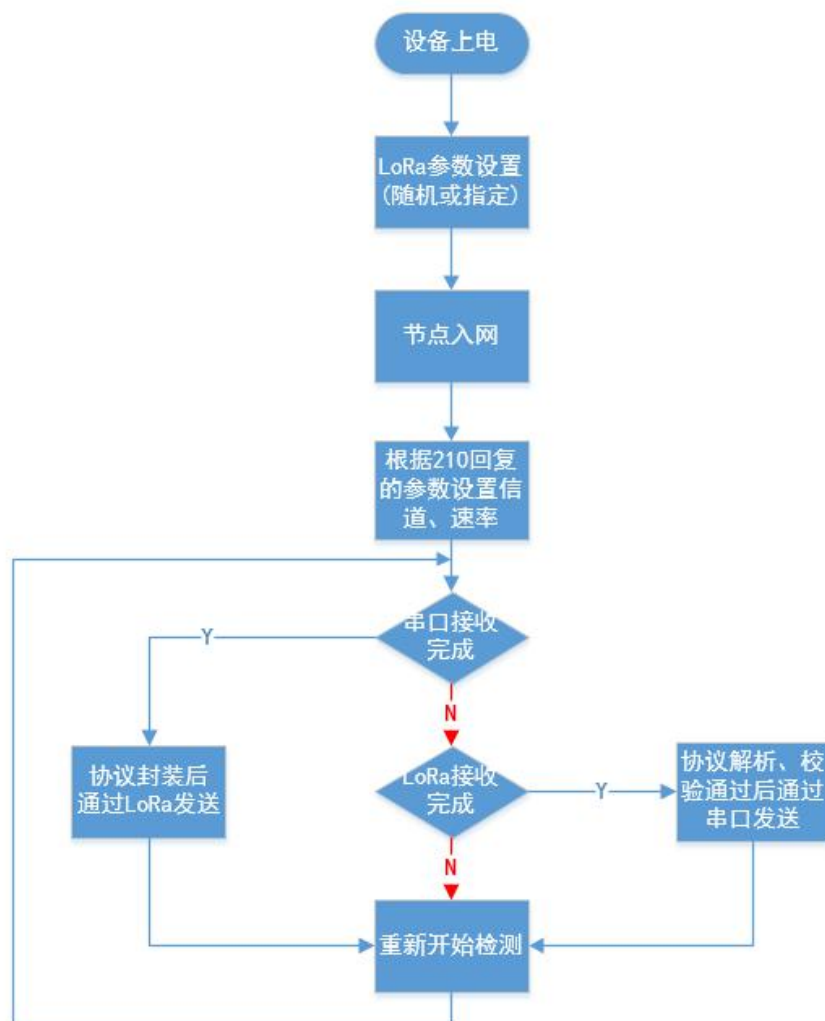 设备上电
LoRa参数设置
(随机或指定)
节点入网
根据210回复
的参数设置信
道、速率
串口接收
完成
Y
N
协议封装后
通过LoRa发送
LoRa接收
完成
Y
协议解析、校
验通过后通过
串口发送
N
重新开始检测